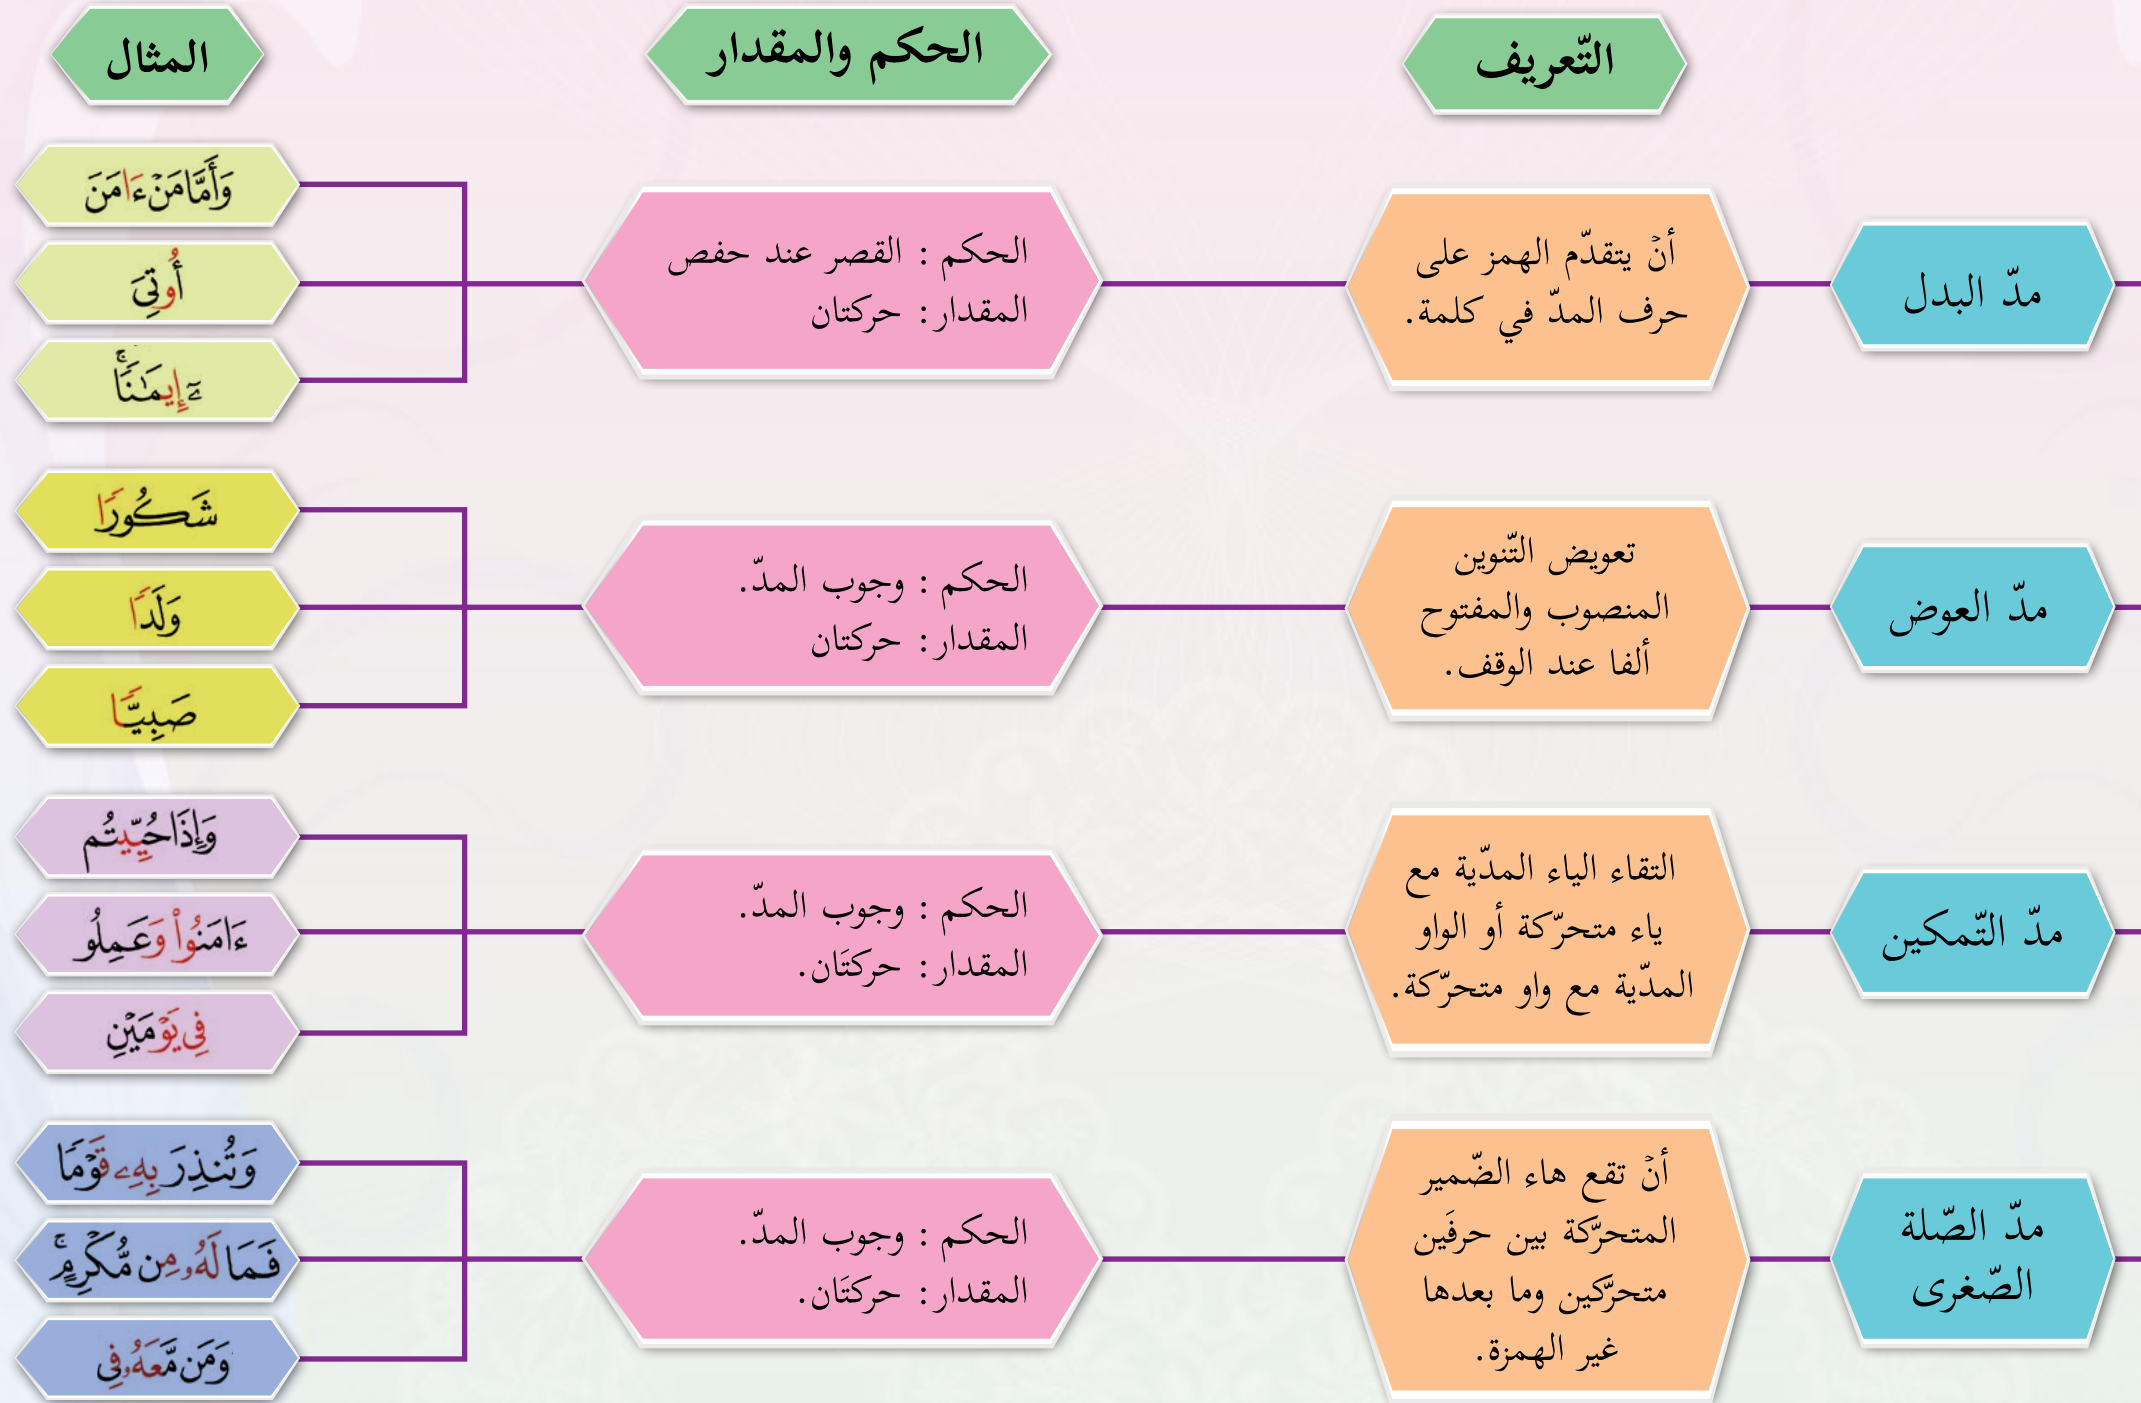 التّعريف
الحكم والمقدار
المثال
مدّ البدل
أنْ يتقدّم الهمز على
حرف المدّ في كلمة.
الحكم : القصر عند حفص
المقدار : حركتان
وَأَمَّا مَنْ ءَامَنَ
أُوتِيَ
ءَ إِيمَٰنًاۚ
مدّ العوض
تعويض التّنوين
المنصوب والمفتوح
ألفا عند الوقف.
الحكم : وجوب المدّ.
المقدار : حركتان
شَكُورًا
وَلَدًا
صَبِيًّا
مدّ التّمكين
التقاء الياء المدّية مع
ياء متحرّكة أو الواو
المدّية مع واو متحرّكة.
الحكم : وجوب المدّ.
المقدار : حركتَان.
وَإِذَا حُيِّيتُم
ءَامَنُوا۟ وَعَمِلُو
فِى يَوْمَيْنِ
مدّ الصّلة
الصّغرى
أنْ تقع هاء الضّمير
المتحرّكة بين حرفَين
متحرّكين وما بعدها
غير الهمزة.
الحكم : وجوب المدّ.
المقدار : حركتَان.
وَتُنذِرَ بِهِۦ قَوْمًا
فَمَا لَهُۥ مِن مُّكْرِمٍۚ
وَمَن مَّعَهُۥ فِى